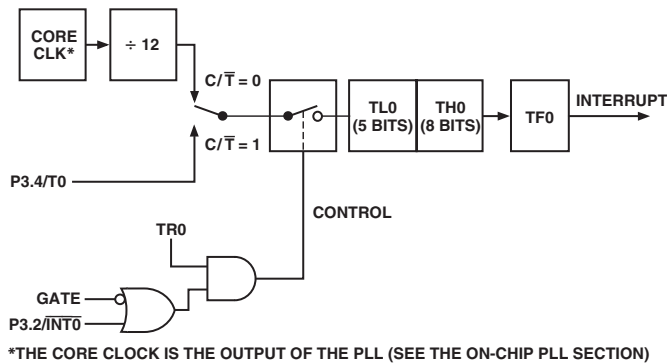 CORE
CLK*
÷ 12
C/T̅ = 0
C/T̅ = 1
P3.4/T0
TL0
(5 BITS)
TH0
(8 BITS)
TF0
INTERRUPT
CONTROL
TR0
GATE
P3.2/I̅N̅T̅0̅
*THE CORE CLOCK IS THE OUTPUT OF THE PLL (SEE THE ON-CHIP PLL SECTION)